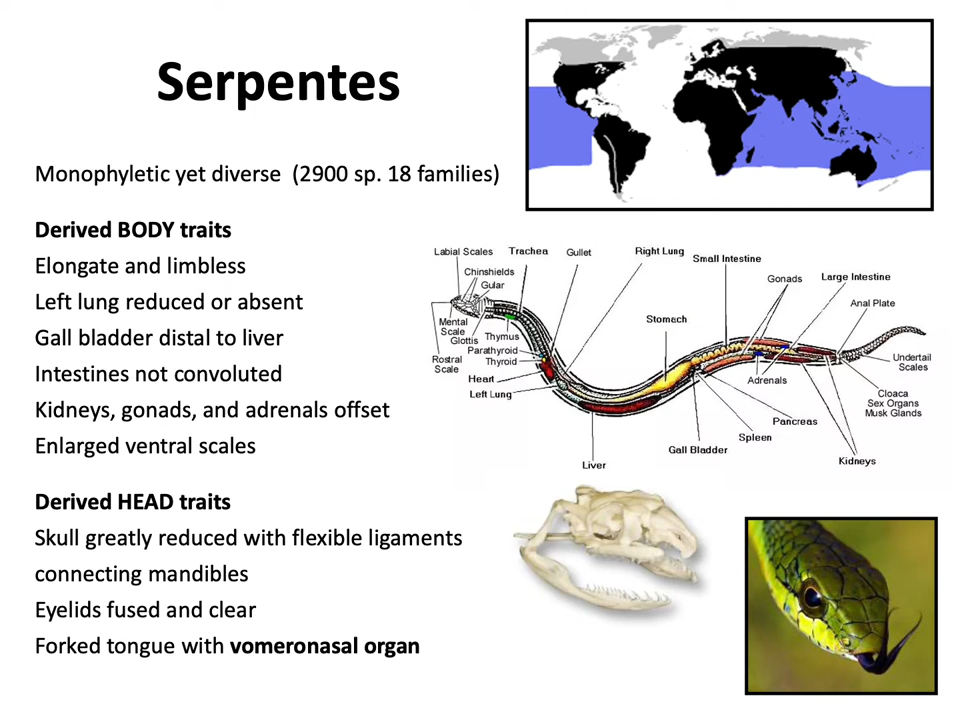 Serpentes
Monophyletic yet diverse (2900 sp. 18 families)
Derived BODY traits
Elongate and limbless
Left lung reduced or absent
Gall bladder distal to liver
Intestines not convoluted
Kidneys, gonads, and adrenals offset
Enlarged ventral scales
Derived HEAD traits
Skull greatly reduced with flexible ligaments
connecting mandibles
Eyelids fused and clear
Forked tongue with vomeronasal organ
Labial Scales
Trachea
Gullet
Right Lung
Small Intestine
Chinshields
Gular
Gonads
Large Intestine
Anal Plate
Mental
Scale
Glottis
Thymus
Parathyroid
Thyroid
Rostral
Scale
Heart
Left Lung
Stomach
Liver
Gall Bladder
Spleen
Pancreas
Adrenals
Undertail
Scales
Cloaca
Sex Organs
Musk Glands
Kidneys